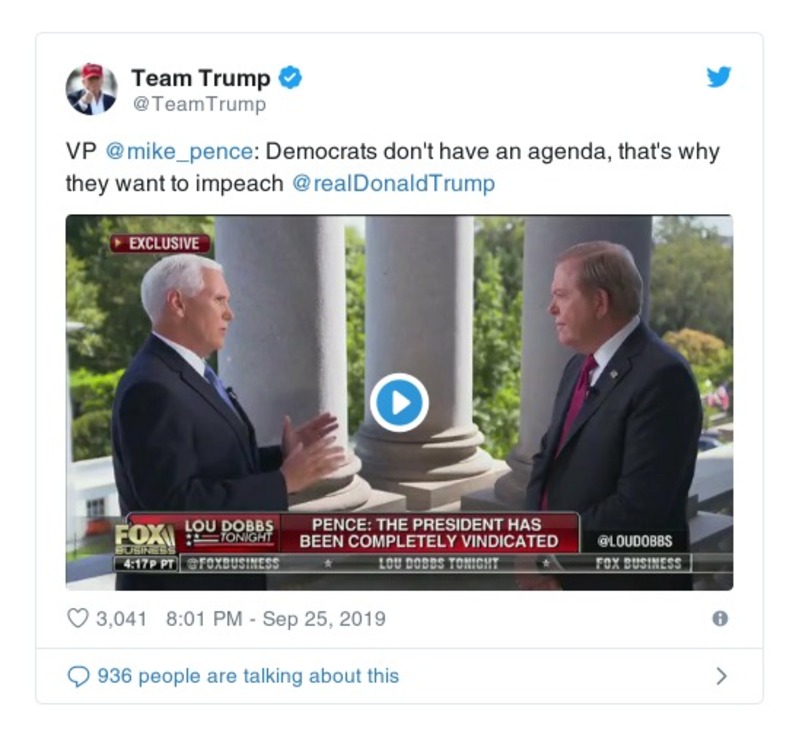 Team Trump
@TeamTrump
VP @mike_pence: Democrats don't have an agenda, that's why
they want to impeach @realDonaldTrump
EXCLUSIVE
FOX
BUSINESS
LOU DOBBS
TONIGHT
PENCE: THE PRESIDENT HAS
BEEN COMPLETELY VINDICATED
@LOUDOBBS
4:17P PT
@FOXBUSINESS
LOU DOBBS TONIGHT
FOX BUSINESS
3,041 8:01 PM - Sep 25, 2019
936 people are talking about this